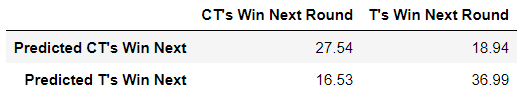 CT's Win Next Round T's Win Next Round
Predicted CT's Win Next 27.54 18.94
Predicted T's Win Next 16.53 36.99